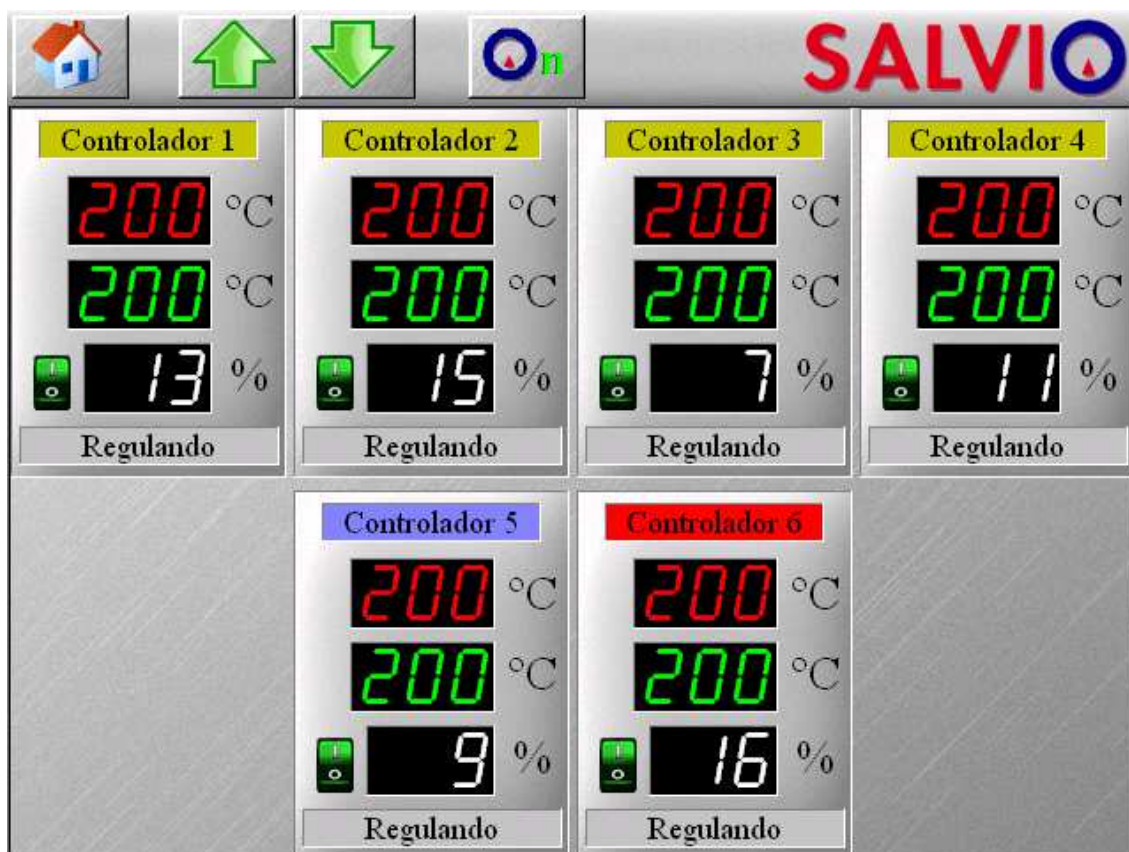 On SALVIO
Controlador 1 Controlador 2 Controlador 3 Controlador 4
200 °C 200 °C 200 °C 200 °C
200 °C 200 °C 200 °C 200 °C
13 % 15 % 7 % 11 %
Regulando Regulando Regulando Regulando
Controlador 5 Controlador 6
200 °C 200 °C
200 °C 200 °C
9 % 16 %
Regulando Regulando